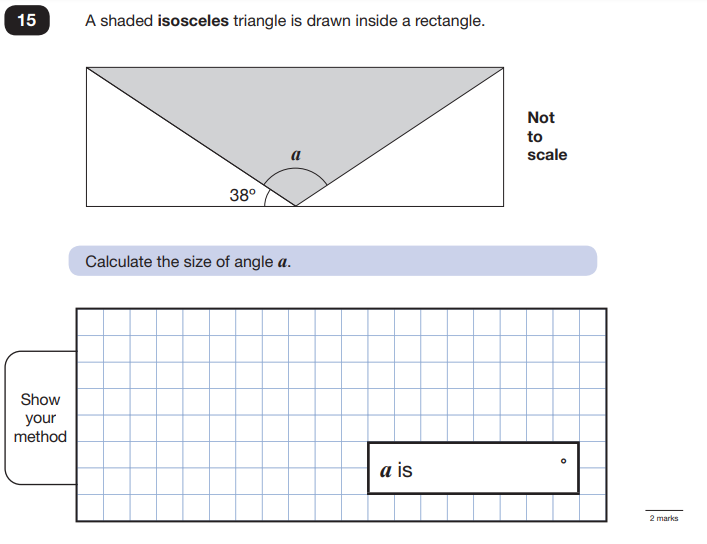 15
A shaded isosceles triangle is drawn inside a rectangle.
a
38°
Not
to
scale
Calculate the size of angle a.
Show
your
method
a is °
2 marks